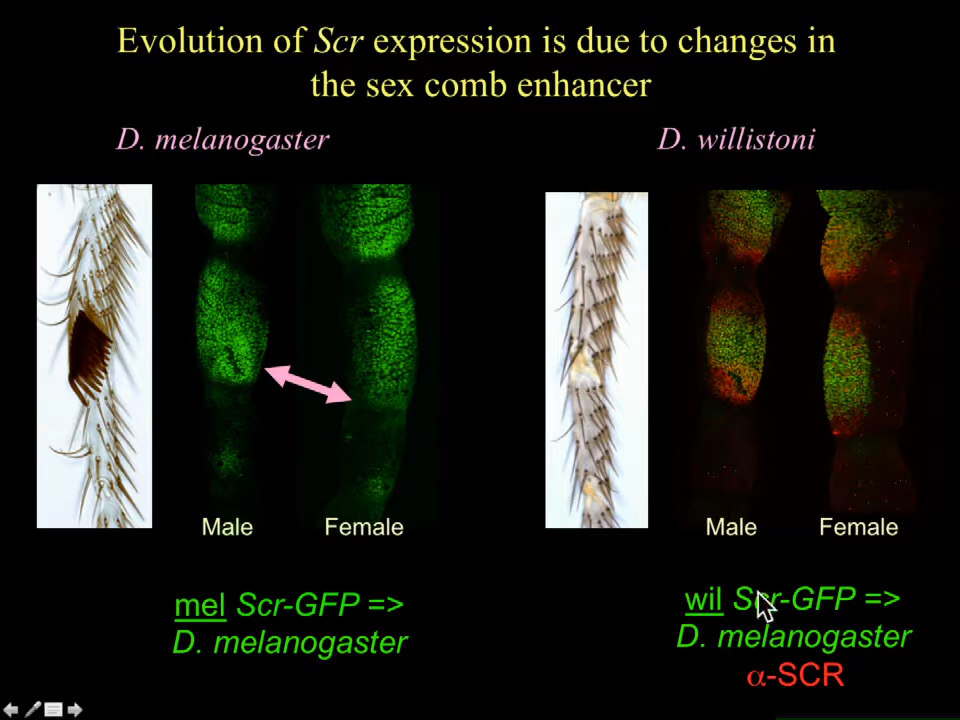 Evolution of Scr expression is due to changes in
the sex comb enhancer
D. melanogaster
D. willistoni
Male
Female
Male
Female
mel Scr-GFP =>
D. melanogaster
wil Scr-GFP =>
D. melanogaster
α-SCR